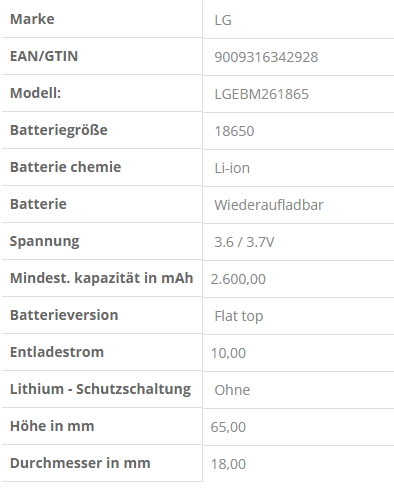 Marke LG
EAN/GTIN 9009316342928
Modell: LGEBM261865
Batteriegröße 18650
Batterie chemie Li-ion
Batterie Wiederaufladbar
Spannung 3.6 / 3.7V
Mindest. kapazität in mAh 2.600,00
Batterieversion Flat top
Entladestrom 10,00
Lithium - Schutzschaltung Ohne
Höhe in mm 65,00
Durchmesser in mm 18,00